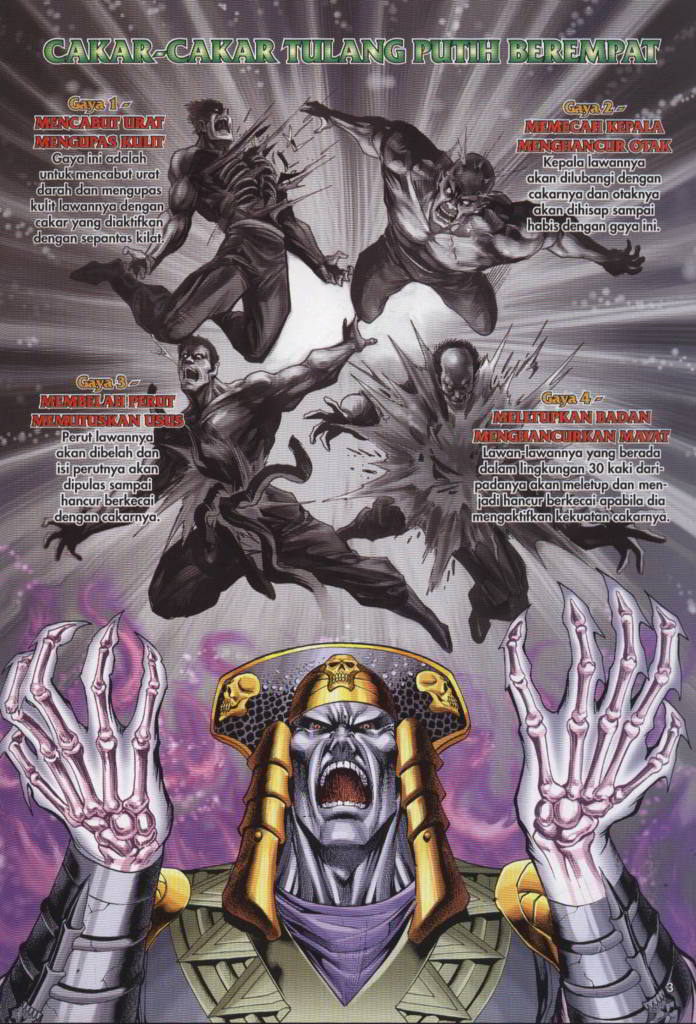 CAKAR-CAKAR TULANG PUTIH BEREMPAT
Gaya 1 -
MENCABUT URAT
MENGUPAS KULIT
Gaya ini adalah
untuk mencabut urat
darah dan mengupas
kulit lawannya dengan
cakar yang diaktifkan
dengan sepantas kilat.
Gaya 2 -
MEMECAH KEPALA
MENGHANCUR OTAK
Kepala lawannya
akan dilubangi dengan
cakarnya dan otaknya
akan dihisap sampai
habis dengan gaya ini.
Gaya 3 -
MEMBELAH PERUT
MEMUTUSKAN USUS
Perut lawannya
akan dibelah dan
isi perutnya akan
dipulas sampai
hancur berkecai
dengan cakarnya.
Gaya 4 -
MELETUPKAN BADAN
MENGHANCURKAN MAYAT
Lawan-lawannya yang berada
dalam lingkungan 30 kaki dari-
padanya akan meletup dan men-
jadi hancur berkecai apabila dia
mengaktifkan kekuatan cakarnya.
3